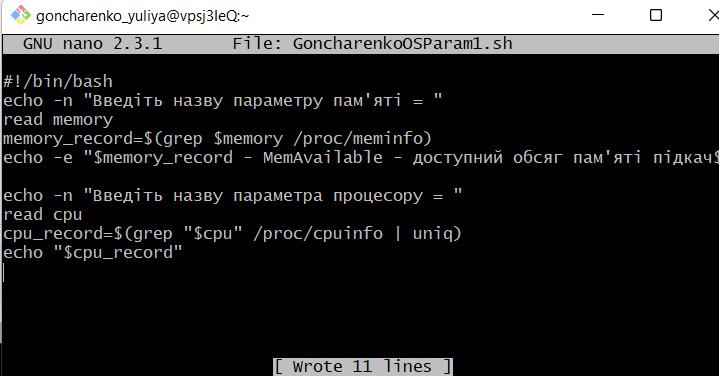 goncharenko_yuliya@vpsj3IeQ:~
GNU nano 2.3.1 File: GoncharenkoOSParam1.sh
#!/bin/bash
echo -n "Введіть назву параметру пам'яті = "
read memory
memory_record=$(grep $memory /proc/meminfo)
echo -e "$memory_record - MemAvailable - доступний обсяг пам'яті підкач$
echo -n "Введіть назву параметра процесору = "
read cpu
cpu_record=$(grep "$cpu" /proc/cpuinfo | uniq)
echo "$cpu_record"
[ Wrote 11 lines ]